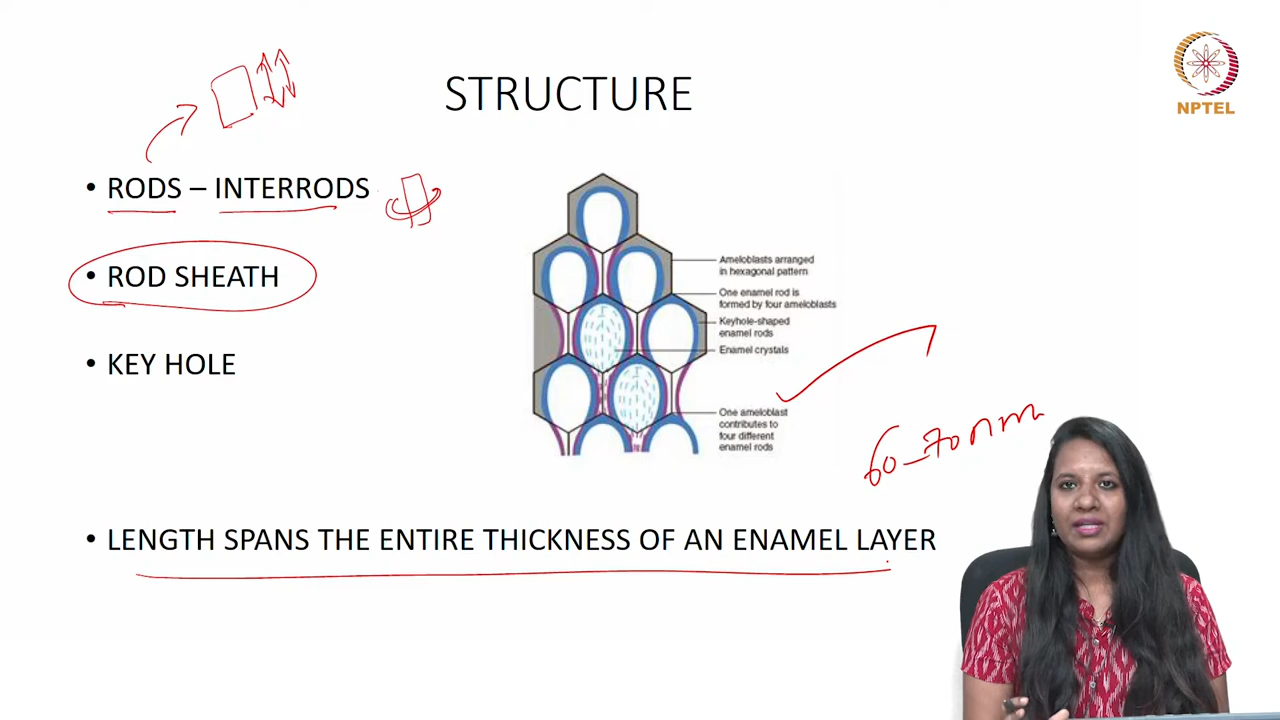 STRUCTURE
NPTEL
• RODS – INTERRODS
• ROD SHEATH
• KEY HOLE
Ameloblasts arranged
in hexagonal pattern
One enamel rod is
formed by four ameloblasts
Keyhole-shaped
enamel rods
Enamel crystals
One ameloblast
contributes to
four different
enamel rods
60-70nm
• LENGTH SPANS THE ENTIRE THICKNESS OF AN ENAMEL LAYER